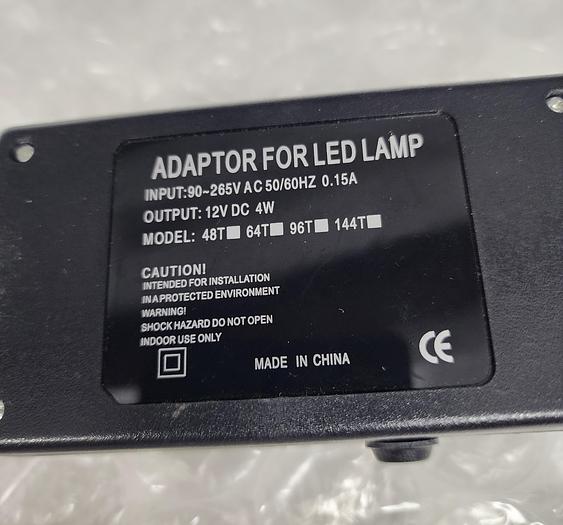 ADAPTOR FOR LED LAMP
INPUT:90~265V AC 50/60HZ 0.15A
OUTPUT: 12V DC 4W
MODEL: 48T 64T 96T 144T
CAUTION!
INTENDED FOR INSTALLATION
IN A PROTECTED ENVIRONMENT
WARNING!
SHOCK HAZARD DO NOT OPEN
INDOOR USE ONLY
MADE IN CHINA
CE